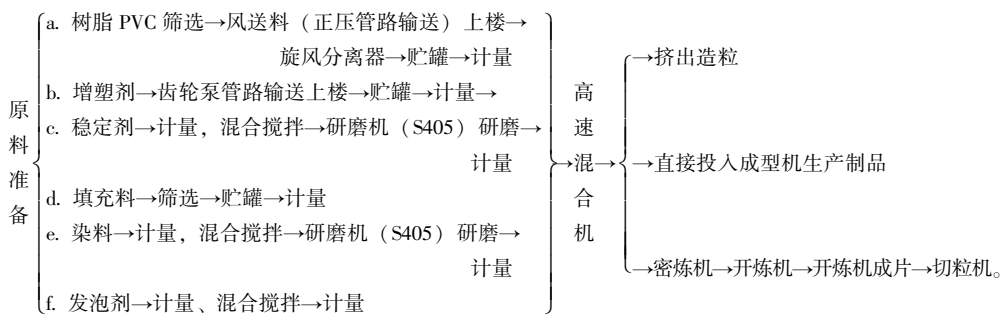 原料准备
a. 树脂 PVC 筛选→风送料（正压管路输送）上楼→
旋风分离器→贮罐→计量
b. 增塑剂→齿轮泵管路输送上楼→贮罐→计量→
c. 稳定剂→计量，混合搅拌→研磨机（S405）研磨→
计量
d. 填充料→筛选→贮罐→计量
e. 染料→计量，混合搅拌→研磨机（S405）研磨→
计量
f. 发泡剂→计量、混合搅拌→计量
→高速混合机→
→挤出造粒
→直接投入成型机生产制品
→密炼机→开炼机→开炼机成片→切粒机。